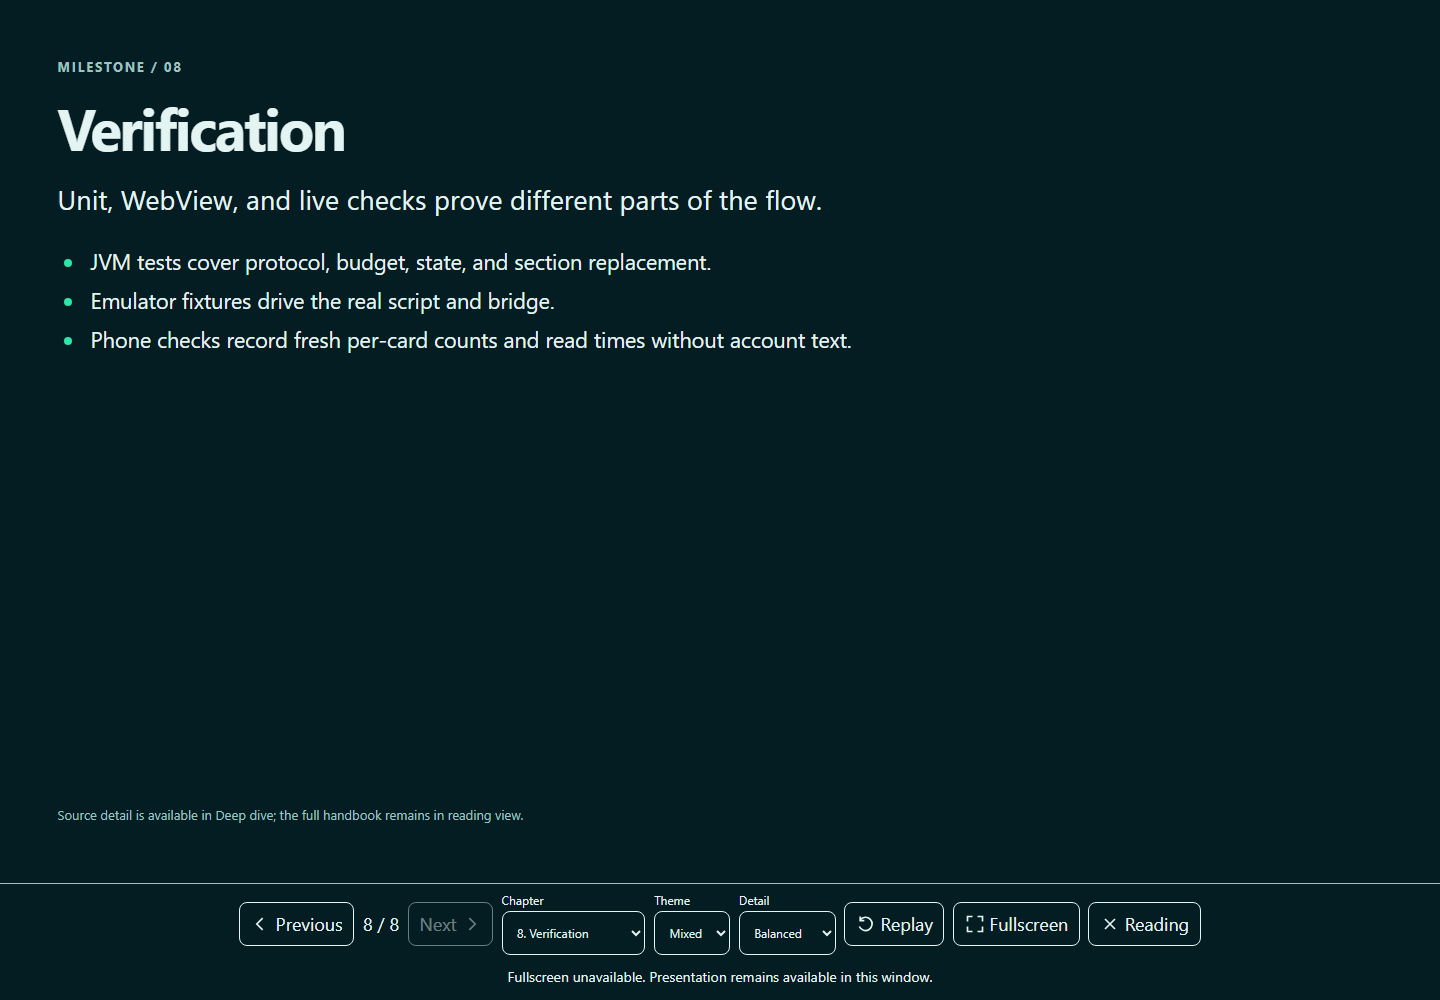 MILESTONE / 08
Verification
Unit, WebView, and live checks prove different parts of the flow.
JVM tests cover protocol, budget, state, and section replacement.
Emulator fixtures drive the real script and bridge.
Phone checks record fresh per-card counts and read times without account text.
Source detail is available in Deep dive; the full handbook remains in reading view.
Previous
8 / 8
Next
Chapter
8. Verification
Theme
Mixed
Detail
Balanced
Replay
Fullscreen
Reading
Fullscreen unavailable. Presentation remains available in this window.